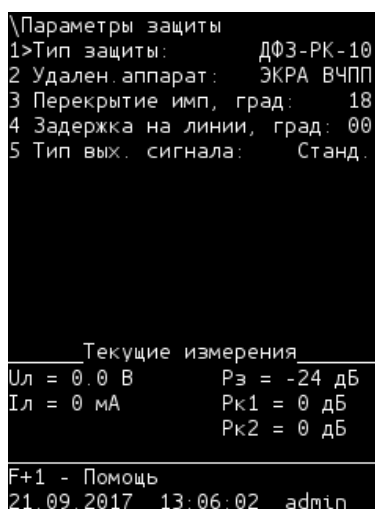 \Параметры защиты
1>Тип защиты: ДФЗ-РК-10
2 Удален.аппарат: ЭКРА ВЧПП
3 Перекрытие имп, град: 18
4 Задержка на линии, град: 00
5 Тип вых. сигнала: Станд.
Текущие измерения
Uл = 0.0 В Рз = -24 дБ
Iл = 0 мА Рк1 = 0 дБ
Рк2 = 0 дБ
F+1 - Помощь
21.09.2017 13:06:02 admin